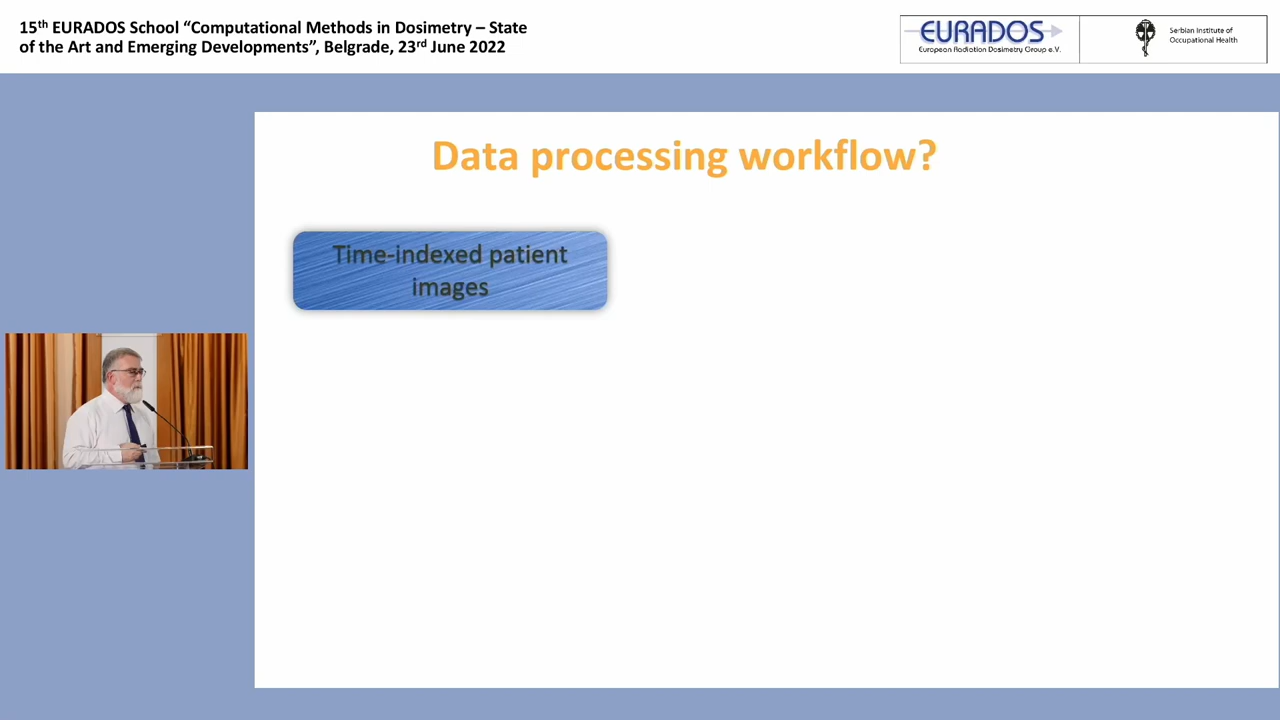 15th EURADOS School “Computational Methods in Dosimetry – State
of the Art and Emerging Developments”, Belgrade, 23rd June 2022
EURADOS
European Radiation Dosimetry Group e.V.
Serbian Institute of
Occupational Health
Data processing workflow?
Time-indexed patient
images